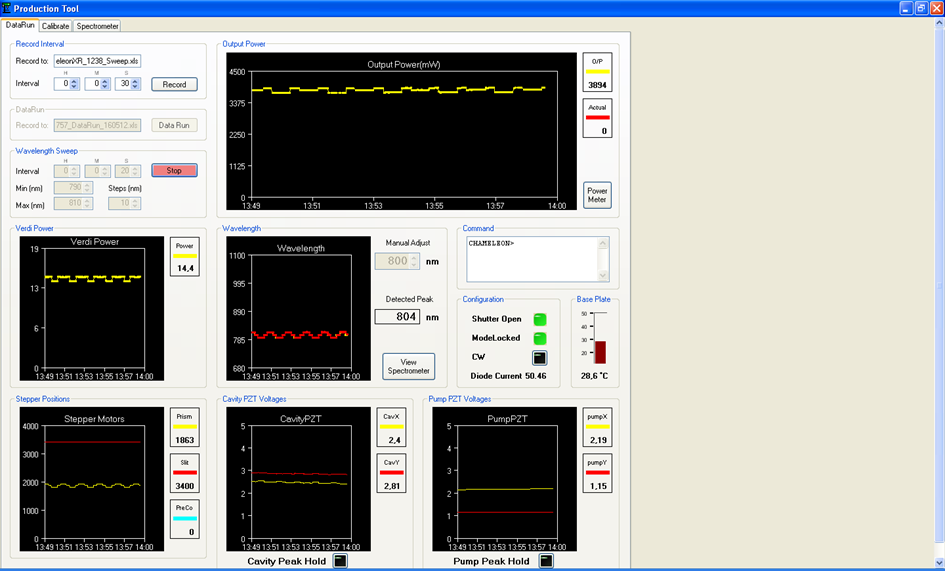 Production Tool
DataRun Calibrate Spectrometer
Record Interval
Record to: eleonXR_1238_Sweep.xls
H M S
Interval 0 0 30 Record
DataRun
Record to: 757_DataRun_160512.xls Data Run
Wavelength Sweep
H M S
Interval 0 0 20 Stop
Min (nm) 790 Steps (nm)
Max (nm) 810 10
Output Power
Output Power(mW)
4500
3375
2250
1125
0
13:49 13:51 13:53 13:55 13:57 14:00
O/P
3894
Actual
0
Power
Meter
Verdi Power
Verdi Power
19
13
6
0
13:49 13:51 13:53 13:55 13:57 14:00
Power
14,4
Wavelength
Wavelength
1100
995
890
785
680
13:49 13:51 13:53 13:55 13:57 14:00
Manual Adjust
800 nm
Detected Peak
804 nm
View
Spectrometer
Command
CHAMELEON>
Configuration
Shutter Open
ModeLocked
CW
Diode Current 50.46
Base Plate
50
40
30
20
28,6 °C
Stepper Positions
Stepper Motors
4000
3000
2000
1000
0
13:49 13:51 13:53 13:55 13:57 14:00
Prism
1863
Slit
3400
PreCo
0
Cavity PZT Voltages
CavityPZT
5
4
3
2
1
0
13:49 13:51 13:53 13:55 13:57 14:00
CavX
2,4
CavY
2,81
Cavity Peak Hold
Pump PZT Voltages
PumpPZT
5
4
3
2
1
0
13:49 13:51 13:53 13:55 13:57 14:00
pumpX
2,19
pumpY
1,15
Pump Peak Hold